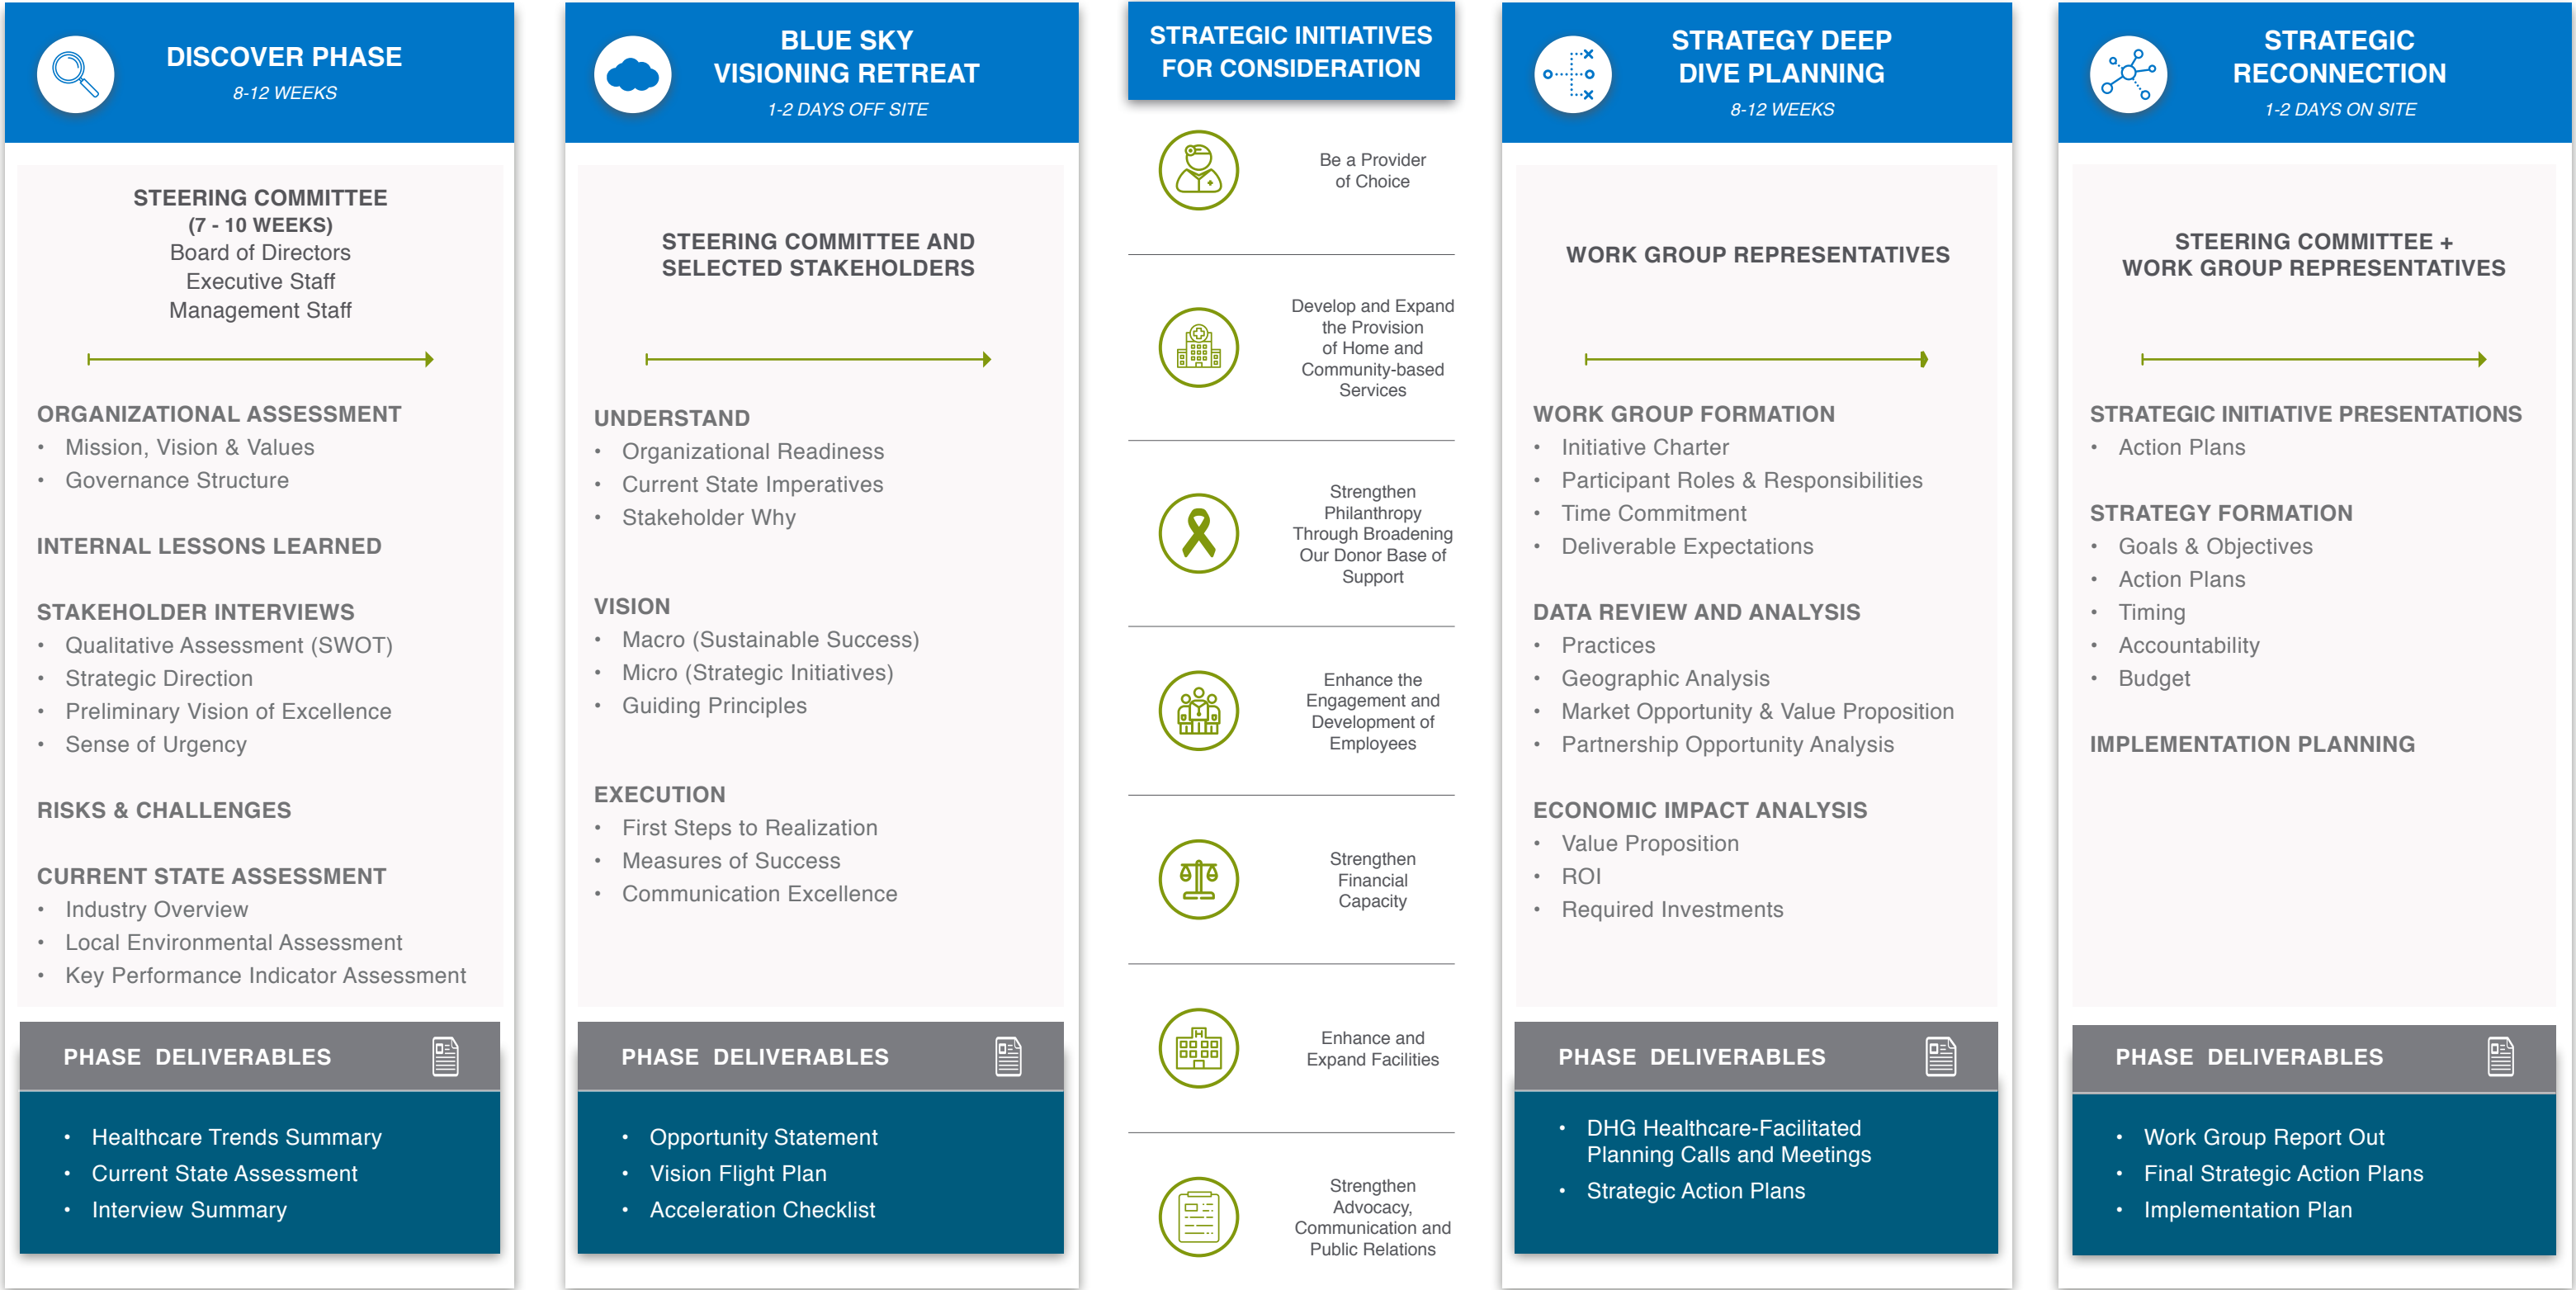 DISCOVER PHASE
8-12 WEEKS
STEERING COMMITTEE
(7 - 10 WEEKS)
Board of Directors
Executive Staff
Management Staff
ORGANIZATIONAL ASSESSMENT
• Mission, Vision & Values
• Governance Structure
INTERNAL LESSONS LEARNED
STAKEHOLDER INTERVIEWS
• Qualitative Assessment (SWOT)
• Strategic Direction
• Preliminary Vision of Excellence
• Sense of Urgency
RISKS & CHALLENGES
CURRENT STATE ASSESSMENT
• Industry Overview
• Local Environmental Assessment
• Key Performance Indicator Assessment
PHASE DELIVERABLES
• Healthcare Trends Summary
• Current State Assessment
• Interview Summary
BLUE SKY
VISIONING RETREAT
1-2 DAYS OFF SITE
STEERING COMMITTEE AND
SELECTED STAKEHOLDERS
UNDERSTAND
• Organizational Readiness
• Current State Imperatives
• Stakeholder Why
VISION
• Macro (Sustainable Success)
• Micro (Strategic Initiatives)
• Guiding Principles
EXECUTION
• First Steps to Realization
• Measures of Success
• Communication Excellence
PHASE DELIVERABLES
• Opportunity Statement
• Vision Flight Plan
• Acceleration Checklist
STRATEGIC INITIATIVES
FOR CONSIDERATION
Be a Provider
of Choice
Develop and Expand
the Provision
of Home and
Community-based
Services
Strengthen
Philanthropy
Through Broadening
Our Donor Base of
Support
Enhance the
Engagement and
Development of
Employees
Strengthen
Financial
Capacity
H
Enhance and
Expand Facilities
Strengthen
Advocacy,
Communication and
Public Relations
STRATEGY DEEP
DIVE PLANNING
8-12 WEEKS
WORK GROUP REPRESENTATIVES
WORK GROUP FORMATION
• Initiative Charter
• Participant Roles & Responsibilities
• Time Commitment
• Deliverable Expectations
DATA REVIEW AND ANALYSIS
• Practices
• Geographic Analysis
• Market Opportunity & Value Proposition
• Partnership Opportunity Analysis
ECONOMIC IMPACT ANALYSIS
• Value Proposition
• ROI
• Required Investments
PHASE DELIVERABLES
• DHG Healthcare-Facilitated
Planning Calls and Meetings
• Strategic Action Plans
STRATEGIC
RECONNECTION
1-2 DAYS ON SITE
STEERING COMMITTEE +
WORK GROUP REPRESENTATIVES
STRATEGIC INITIATIVE PRESENTATIONS
• Action Plans
STRATEGY FORMATION
• Goals & Objectives
• Action Plans
• Timing
• Accountability
• Budget
IMPLEMENTATION PLANNING
PHASE DELIVERABLES
• Work Group Report Out
• Final Strategic Action Plans
• Implementation Plan